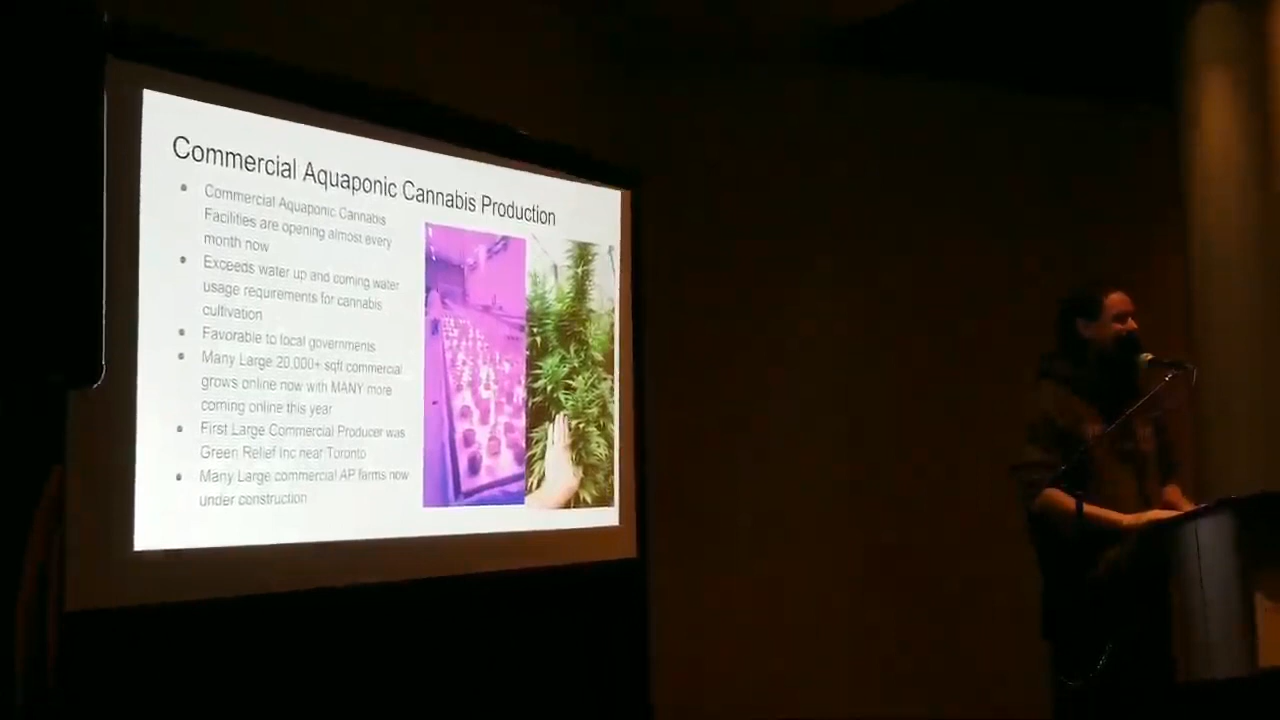 Commercial Aquaponic Cannabis Production
Commercial Aquaponic Cannabis
Facilities are opening almost every
month now
Exceeds water up and coming water
usage requirements for cannabis
cultivation
Favorable to local governments
Many Large 20,000+ sqft commercial
grows online now with MANY more
coming online this year
First Large Commercial Producer was
Green Relief Inc near Toronto
Many Large commercial AP farms now
under construction